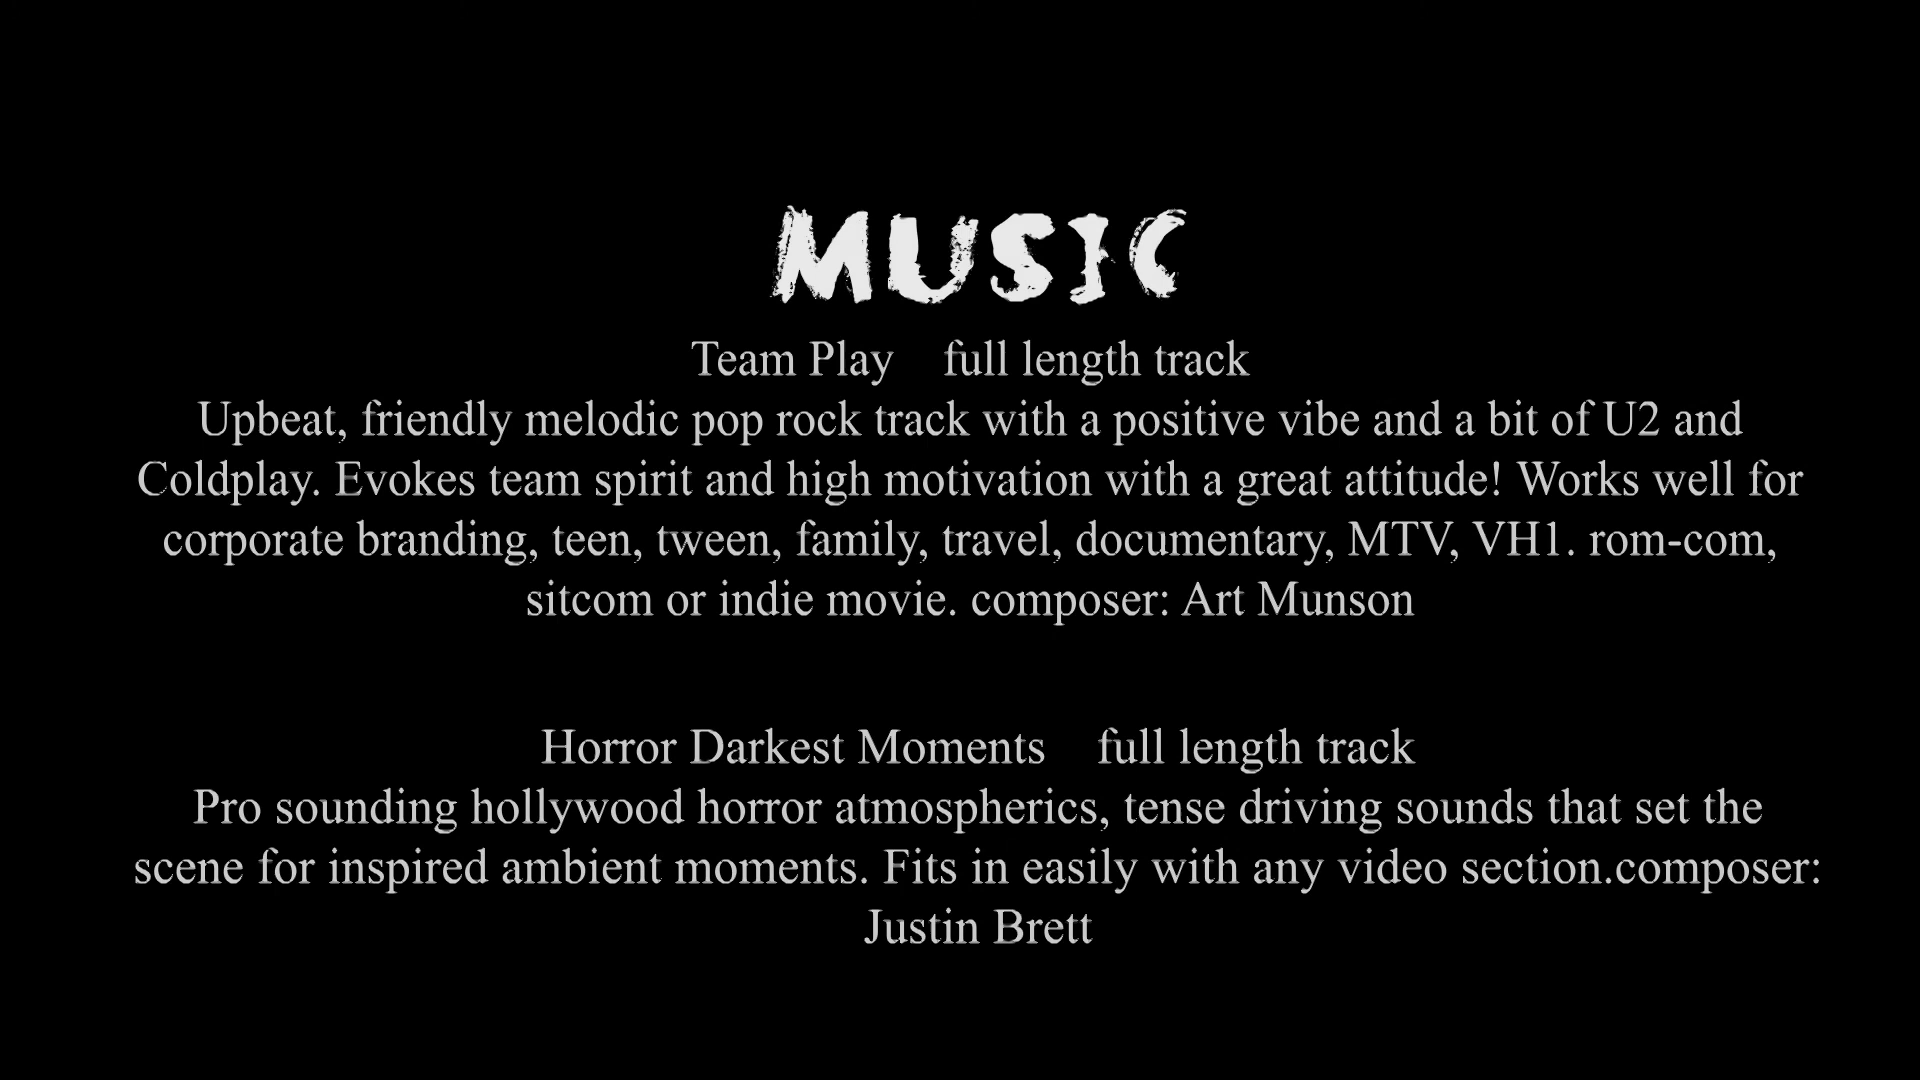 MUSIC
Team Play    full length track
Upbeat, friendly melodic pop rock track with a positive vibe and a bit of U2 and
Coldplay. Evokes team spirit and high motivation with a great attitude! Works well for
corporate branding, teen, tween, family, travel, documentary, MTV, VH1. rom-com,
sitcom or indie movie. composer: Art Munson
Horror Darkest Moments    full length track
Pro sounding hollywood horror atmospherics, tense driving sounds that set the
scene for inspired ambient moments. Fits in easily with any video section.composer:
Justin Brett